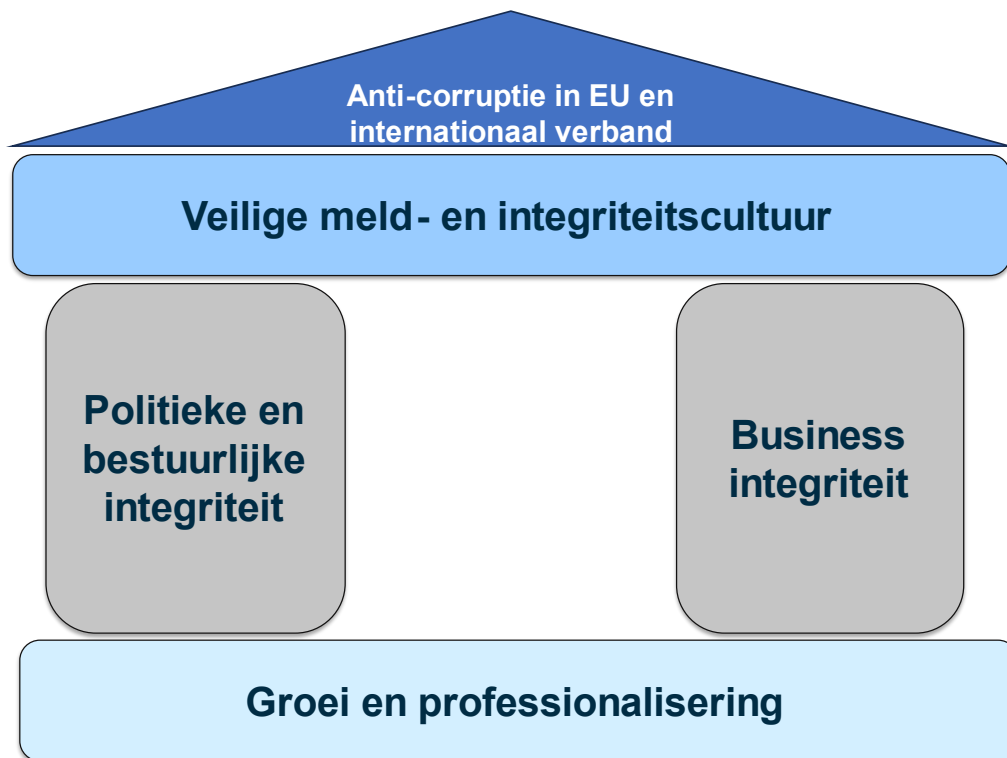 Anti-corruptie in EU en
internationaal verband
Veilige meld- en integriteitscultuur
Politieke en
bestuurlijke
integriteit
Business
integriteit
Groei en professionalisering